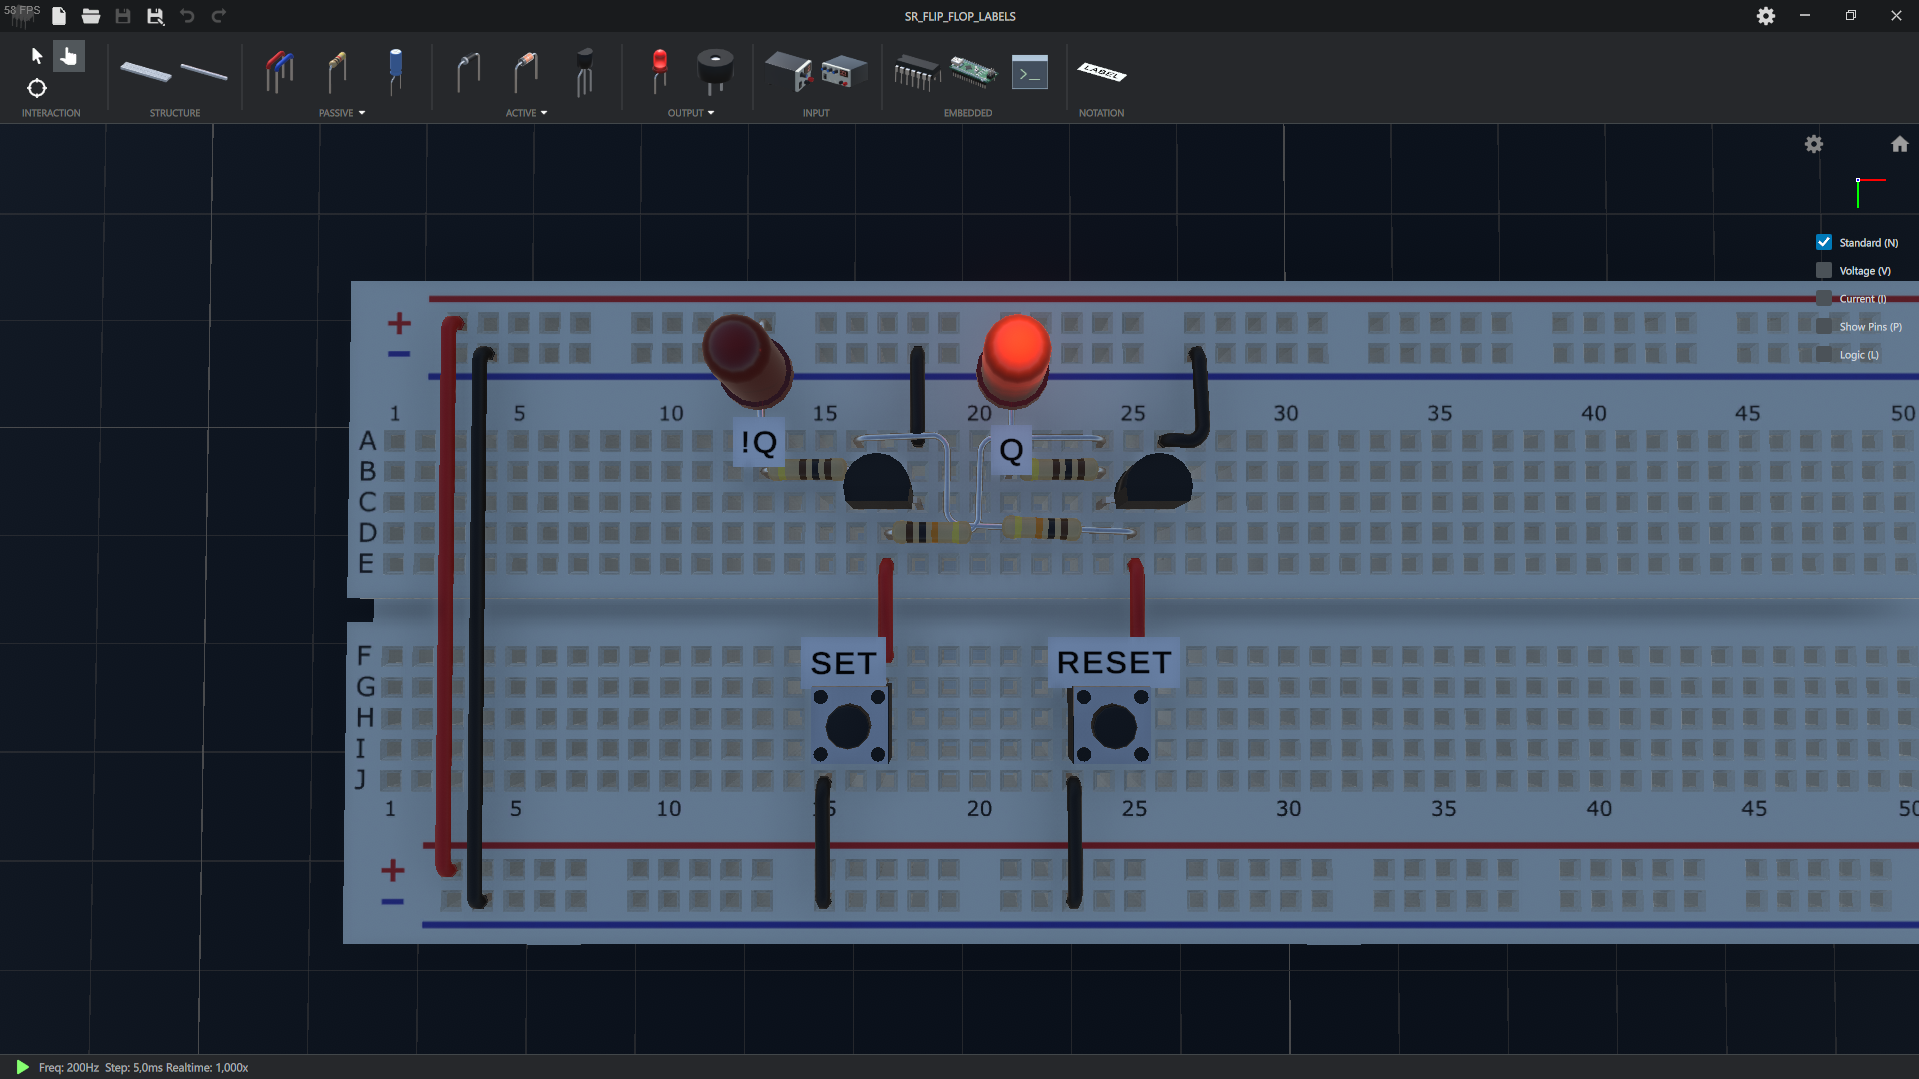 58 FPS
SR_FLIP_FLOP_LABELS
INTERACTION
STRUCTURE
PASSIVE
ACTIVE
OUTPUT
INPUT
EMBEDDED
>_
LABEL
NOTATION
Standard (N)
Voltage (V)
Current (I)
Show Pins (P)
Logic (L)
+
−
1 5 10 15 20 25 30 35 40 45 50
A
!Q
Q
B
C
D
E
F
SET
RESET
G
H
I
J
1 5 10 15 20 25 30 35 40 45 50
+
−
Freq: 200Hz Step: 5,0ms Realtime: 1,000x